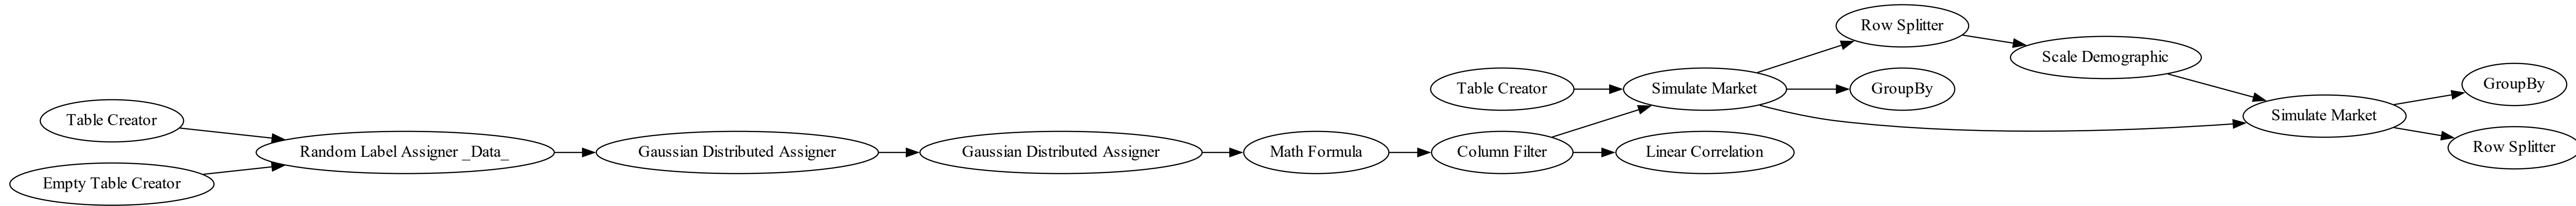 Table Creator
Empty Table Creator
Random Label Assigner _Data_
Gaussian Distributed Assigner
Gaussian Distributed Assigner
Math Formula
Table Creator
Column Filter
Simulate Market
Linear Correlation
Row Splitter
GroupBy
Scale Demographic
Simulate Market
GroupBy
Row Splitter